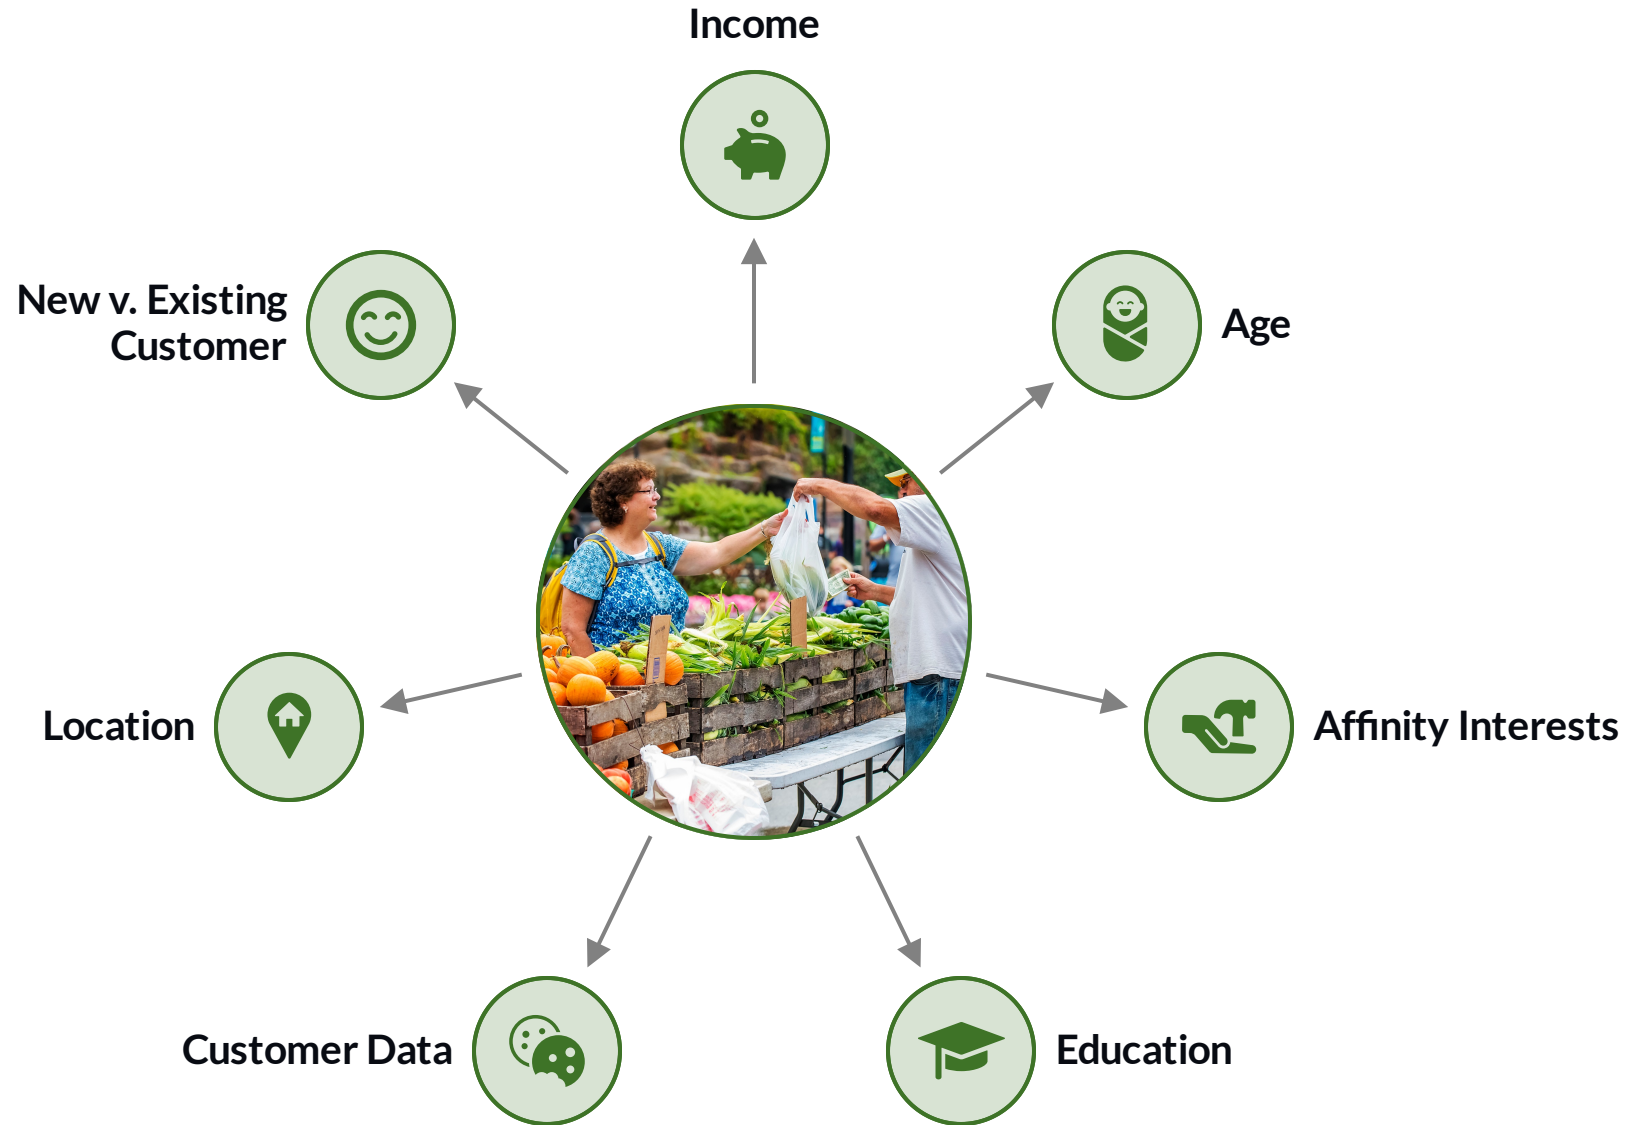 Income
New v. Existing
Customer
Age
Location
Affinity Interests
Customer Data
Education